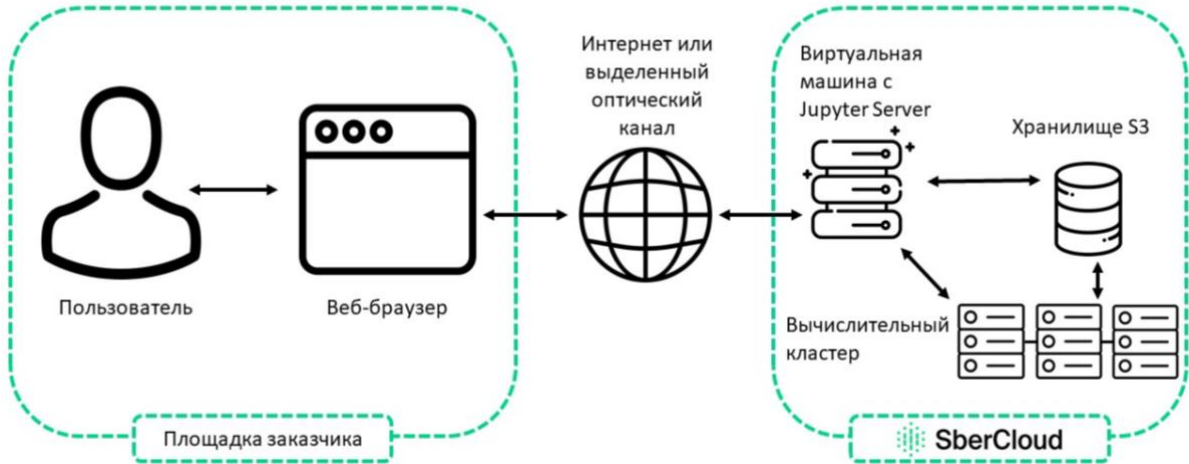 Интернет или
выделенный
оптический
канал
Виртуальная
машина с
Jupyter Server
Хранилище S3
Пользователь
Веб-браузер
Вычислительный
кластер
Площадка заказчика
SberCloud